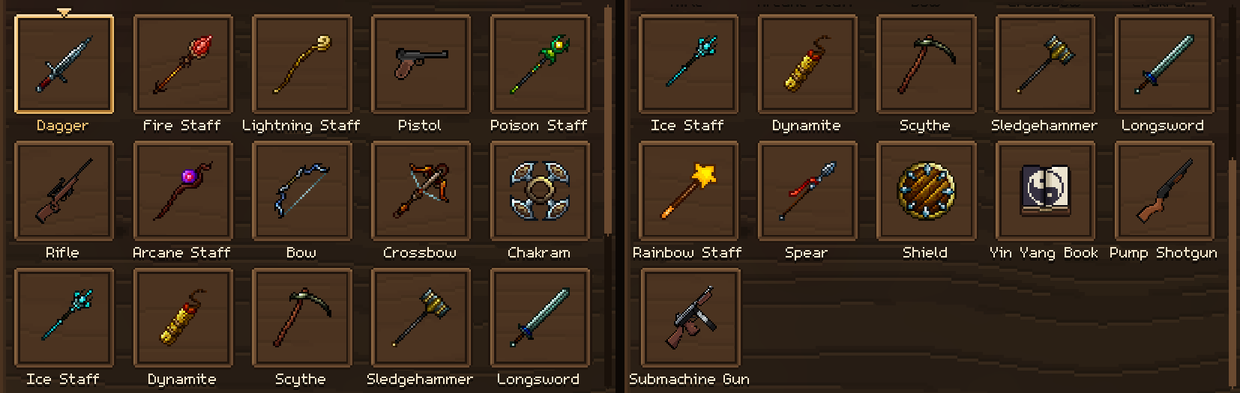 Dagger
Fire Staff
Lightning Staff
Pistol
Poison Staff
Rifle
Arcane Staff
Bow
Crossbow
Chakram
Ice Staff
Dynamite
Scythe
Sledgehammer
Longsword
Ice Staff
Dynamite
Scythe
Sledgehammer
Longsword
Rainbow Staff
Spear
Shield
Yin Yang Book
Pump Shotgun
Submachine Gun